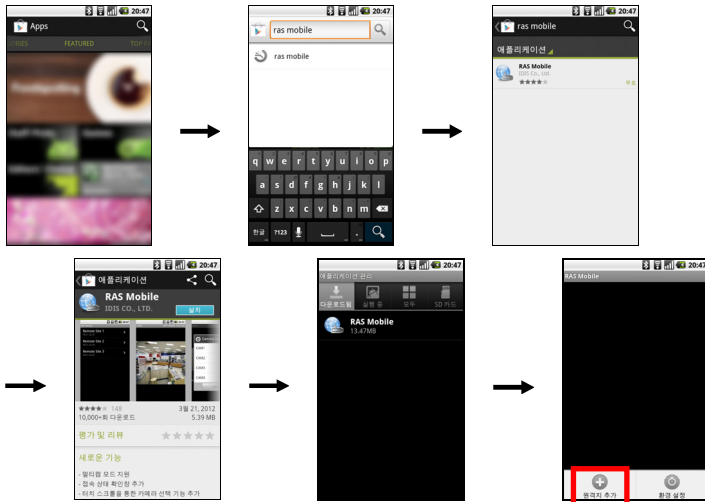 20:47
Apps
FEATURED
20:47
ras mobile
ras mobile
q w e r t y u i o p
a s d f g h j k l
z x c v b n m
한글 ?123 .
20:47
ras mobile
애플리케이션
RAS Mobile
IDIS Co., Ltd.
무료
20:47
애플리케이션
RAS Mobile
IDIS CO., LTD.
설치
Remote Site 1
Remote Site 2
Remote Site 3
CAM1
CAM2
CAM3
CAM4
148
3월 21, 2012
10,000+회 다운로드
5.39 MB
평가 및 리뷰
새로운 기능
- 멀티캠 모드 지원
- 접속 상태 확인창 추가
- 터치 스크롤을 통한 카메라 선택 기능 추가
20:47
애플리케이션 관리
다운로드됨 실행 중 모두 SD 카드
RAS Mobile
13.47MB
20:47
RAS Mobile
원격지 추가
환경 설정